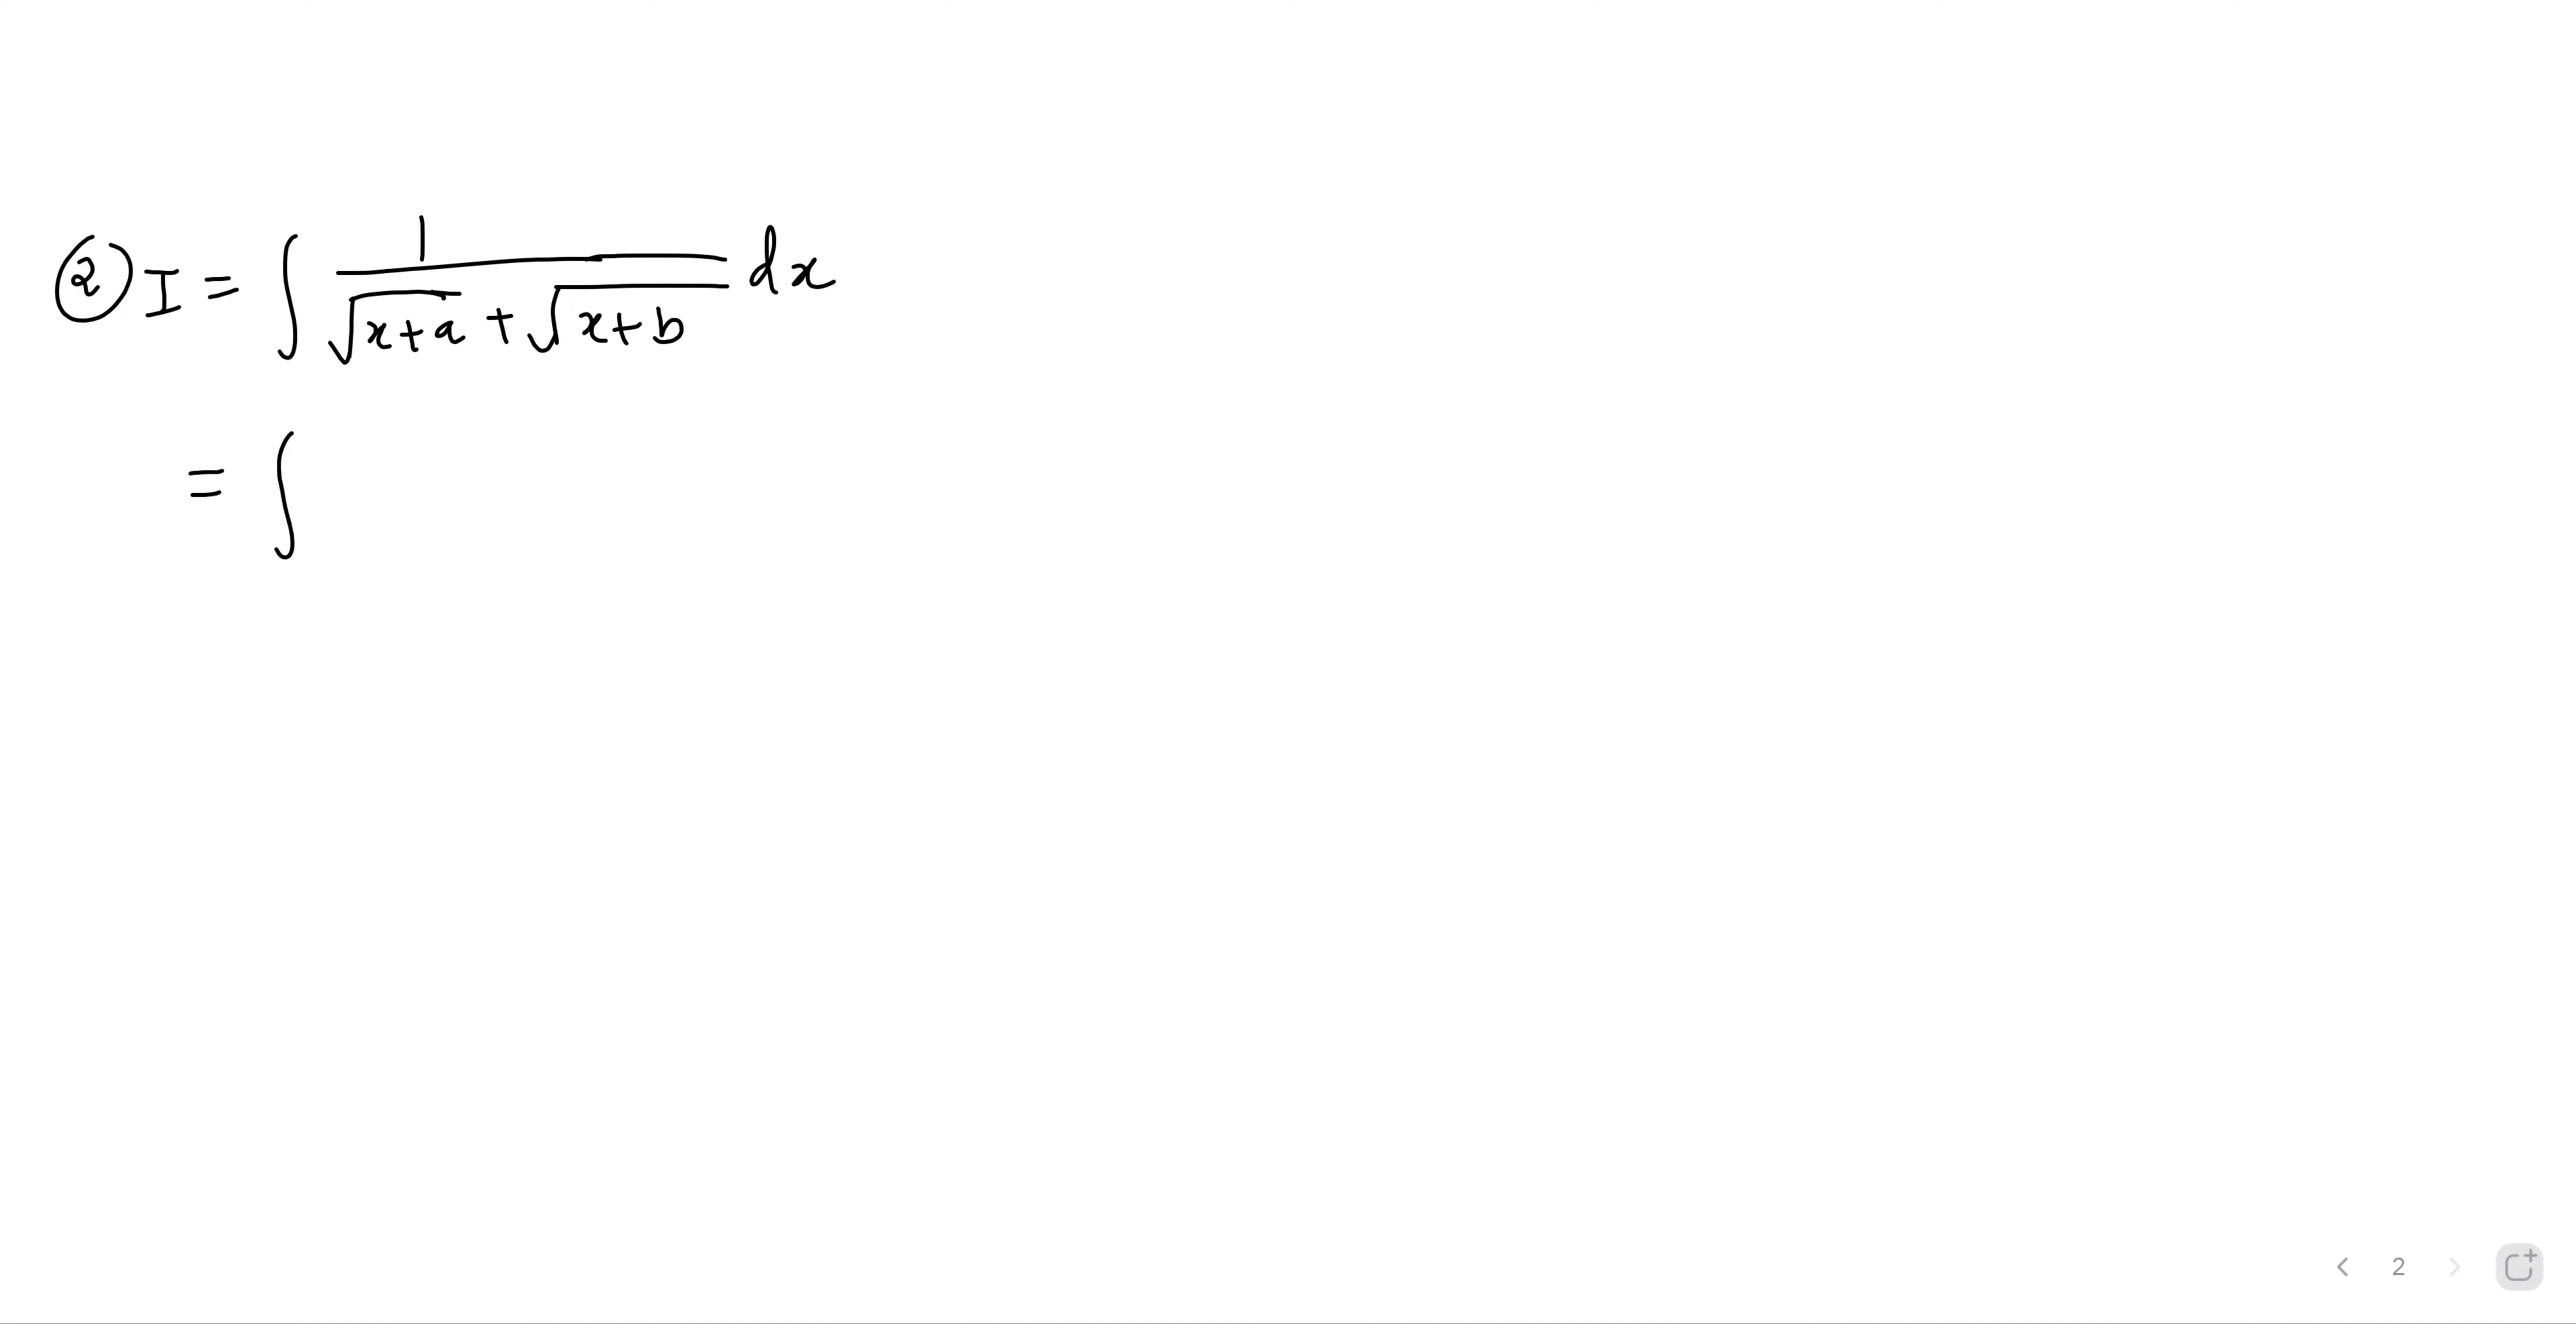 ② I = ∫ 1/(√(x+a) + √(x+b)) dx
= ∫
2